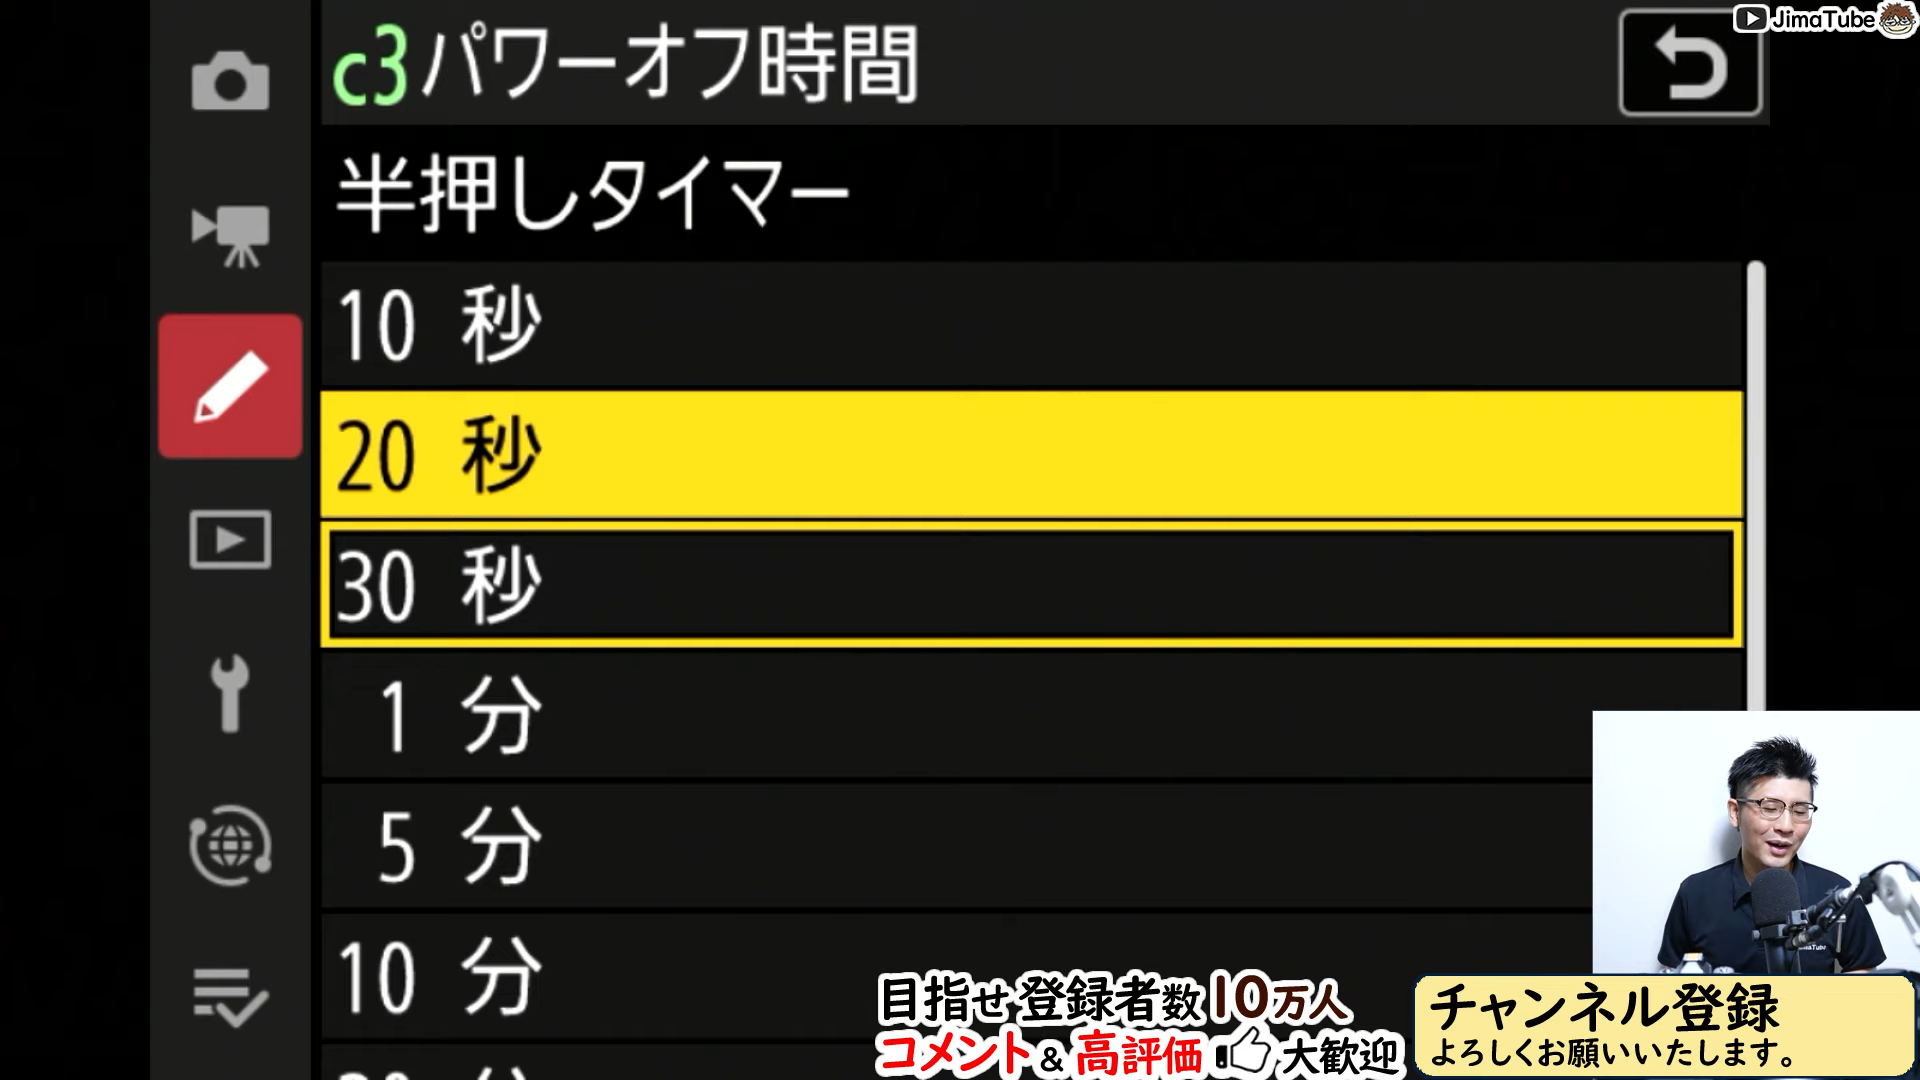 JimaTube
c3パワーオフ時間
半押しタイマー
10 秒
20 秒
30 秒
1 分
5 分
10 分
目指せ 登録者数10万人
コメント&高評価 大歓迎
チャンネル登録
よろしくお願いいたします。